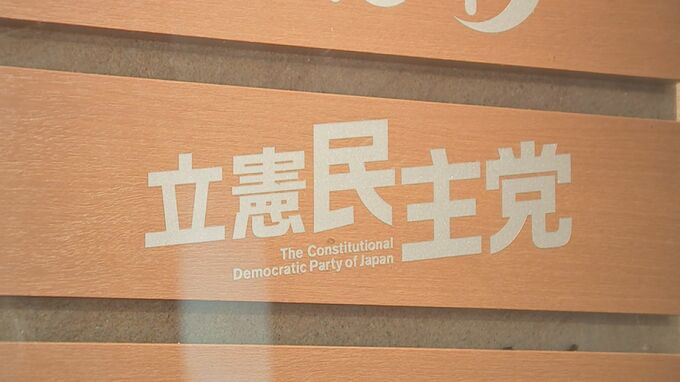 立憲民主党
The Constitutional
Democratic Party of Japan